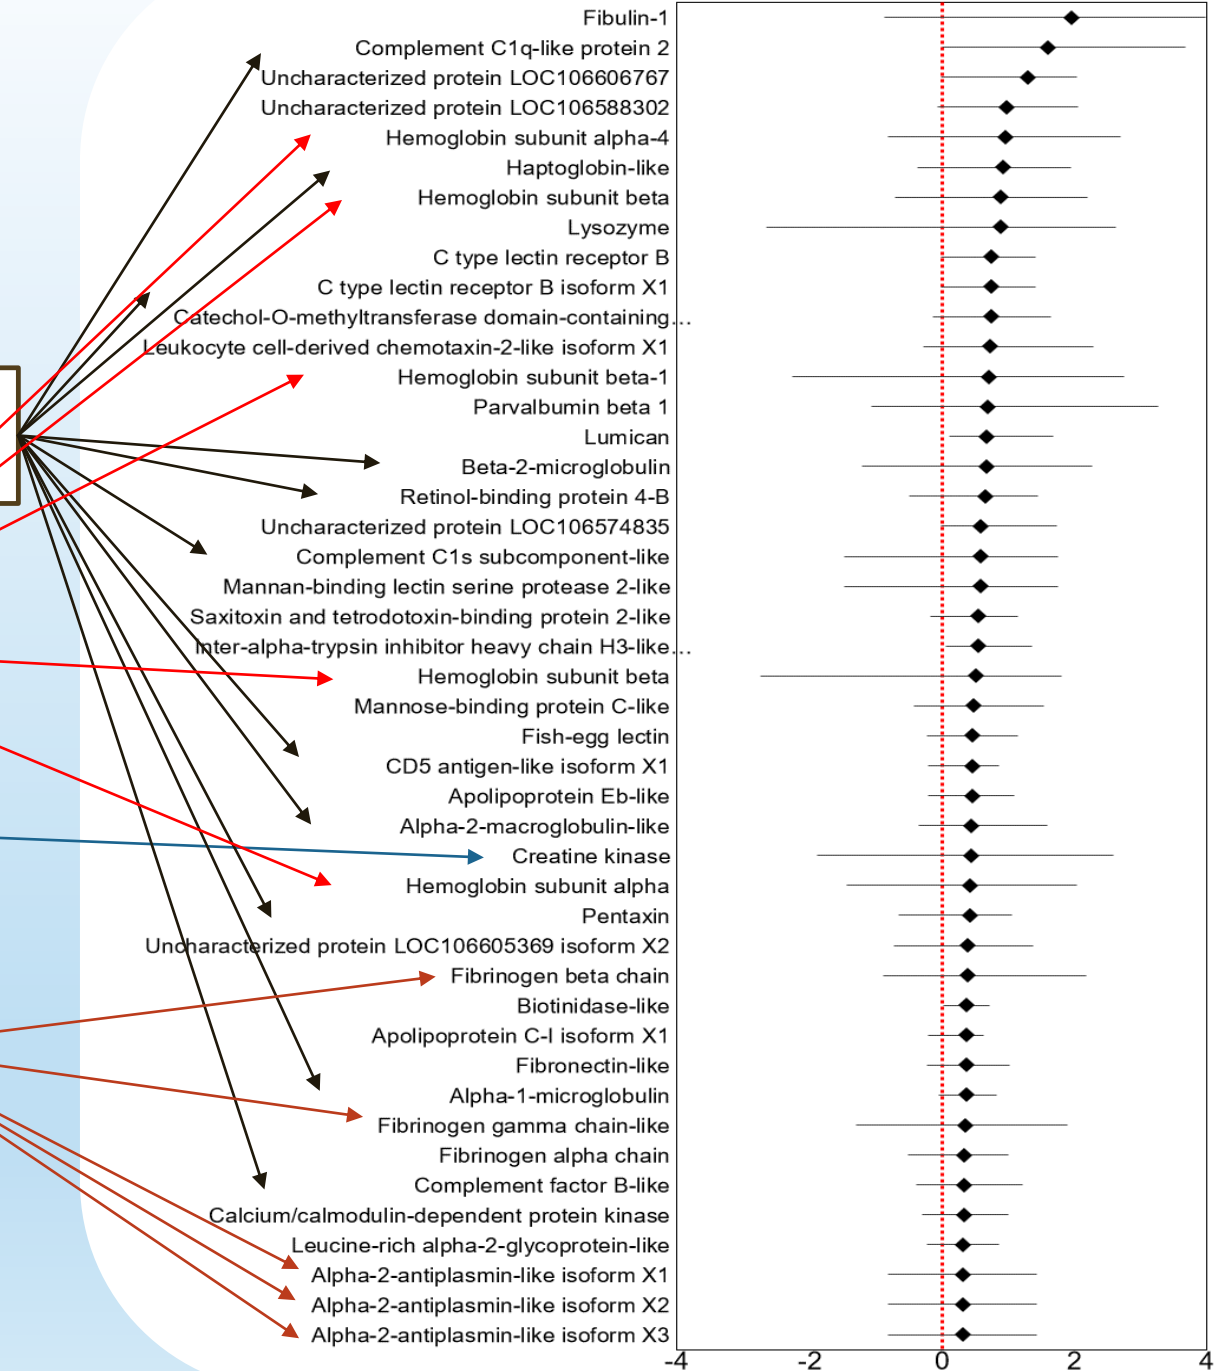 Fibulin-1
Complement C1q-like protein 2
Uncharacterized protein LOC106606767
Uncharacterized protein LOC106588302
Hemoglobin subunit alpha-4
Haptoglobin-like
Hemoglobin subunit beta
Lysozyme
C type lectin receptor B
C type lectin receptor B isoform X1
Catechol-O-methyltransferase domain-containing…
Leukocyte cell-derived chemotaxin-2-like isoform X1
Hemoglobin subunit beta-1
Parvalbumin beta 1
Lumican
Beta-2-microglobulin
Retinol-binding protein 4-B
Uncharacterized protein LOC106574835
Complement C1s subcomponent-like
Mannan-binding lectin serine protease 2-like
Saxitoxin and tetrodotoxin-binding protein 2-like
Inter-alpha-trypsin inhibitor heavy chain H3-like…
Hemoglobin subunit beta
Mannose-binding protein C-like
Fish-egg lectin
CD5 antigen-like isoform X1
Apolipoprotein Eb-like
Alpha-2-macroglobulin-like
Creatine kinase
Hemoglobin subunit alpha
Pentaxin
Uncharacterized protein LOC106605369 isoform X2
Fibrinogen beta chain
Biotinidase-like
Apolipoprotein C-I isoform X1
Fibronectin-like
Alpha-1-microglobulin
Fibrinogen gamma chain-like
Fibrinogen alpha chain
Complement factor B-like
Calcium/calmodulin-dependent protein kinase
Leucine-rich alpha-2-glycoprotein-like
Alpha-2-antiplasmin-like isoform X1
Alpha-2-antiplasmin-like isoform X2
Alpha-2-antiplasmin-like isoform X3
-4 -2 0 2 4